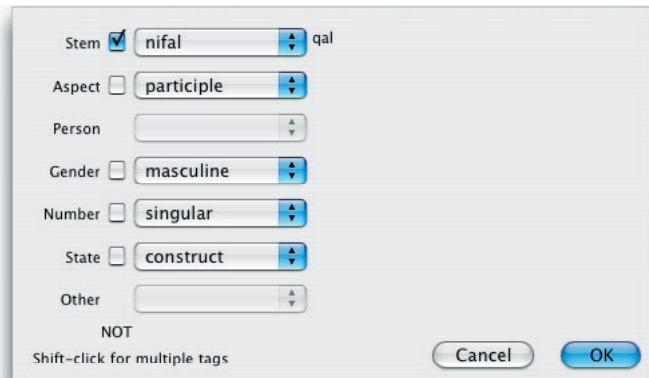 Stem nifal qal
Aspect participle
Person
Gender masculine
Number singular
State construct
Other
NOT
Shift-click for multiple tags Cancel OK